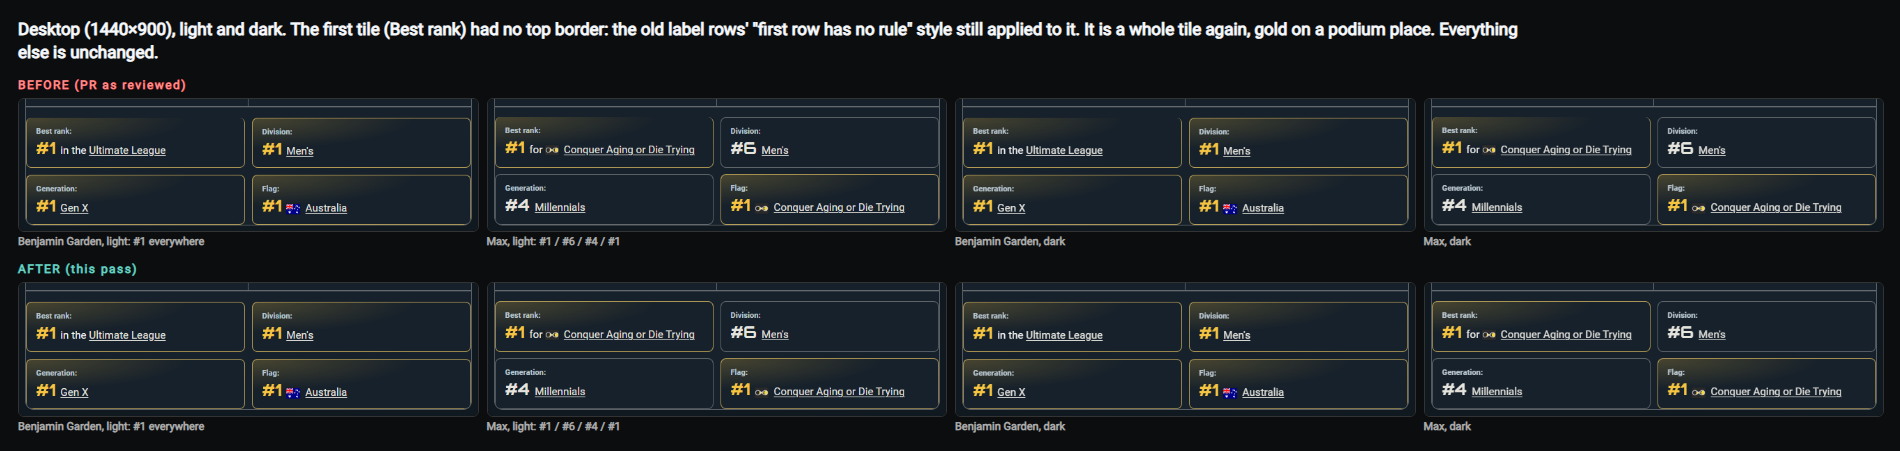 Desktop (1440×900), light and dark. The first tile (Best rank) had no top border: the old label rows' "first row has no rule" style still applied to it. It is a whole tile again, gold on a podium place. Everything
else is unchanged.
BEFORE (PR as reviewed)
Best rank:
#1 in the Ultimate League
Division:
#1 Men's
Generation:
#1 Gen X
Flag:
#1 Australia
Benjamin Garden, light: #1 everywhere
Best rank:
#1 for Conquer Aging or Die Trying
Division:
#6 Men's
Generation:
#4 Millennials
Flag:
#1 Conquer Aging or Die Trying
Max, light: #1 / #6 / #4 / #1
Best rank:
#1 in the Ultimate League
Division:
#1 Men's
Generation:
#1 Gen X
Flag:
#1 Australia
Benjamin Garden, dark
Best rank:
#1 for Conquer Aging or Die Trying
Division:
#6 Men's
Generation:
#4 Millennials
Flag:
#1 Conquer Aging or Die Trying
Max, dark
AFTER (this pass)
Best rank:
#1 in the Ultimate League
Division:
#1 Men's
Generation:
#1 Gen X
Flag:
#1 Australia
Benjamin Garden, light: #1 everywhere
Best rank:
#1 for Conquer Aging or Die Trying
Division:
#6 Men's
Generation:
#4 Millennials
Flag:
#1 Conquer Aging or Die Trying
Max, light: #1 / #6 / #4 / #1
Best rank:
#1 in the Ultimate League
Division:
#1 Men's
Generation:
#1 Gen X
Flag:
#1 Australia
Benjamin Garden, dark
Best rank:
#1 for Conquer Aging or Die Trying
Division:
#6 Men's
Generation:
#4 Millennials
Flag:
#1 Conquer Aging or Die Trying
Max, dark